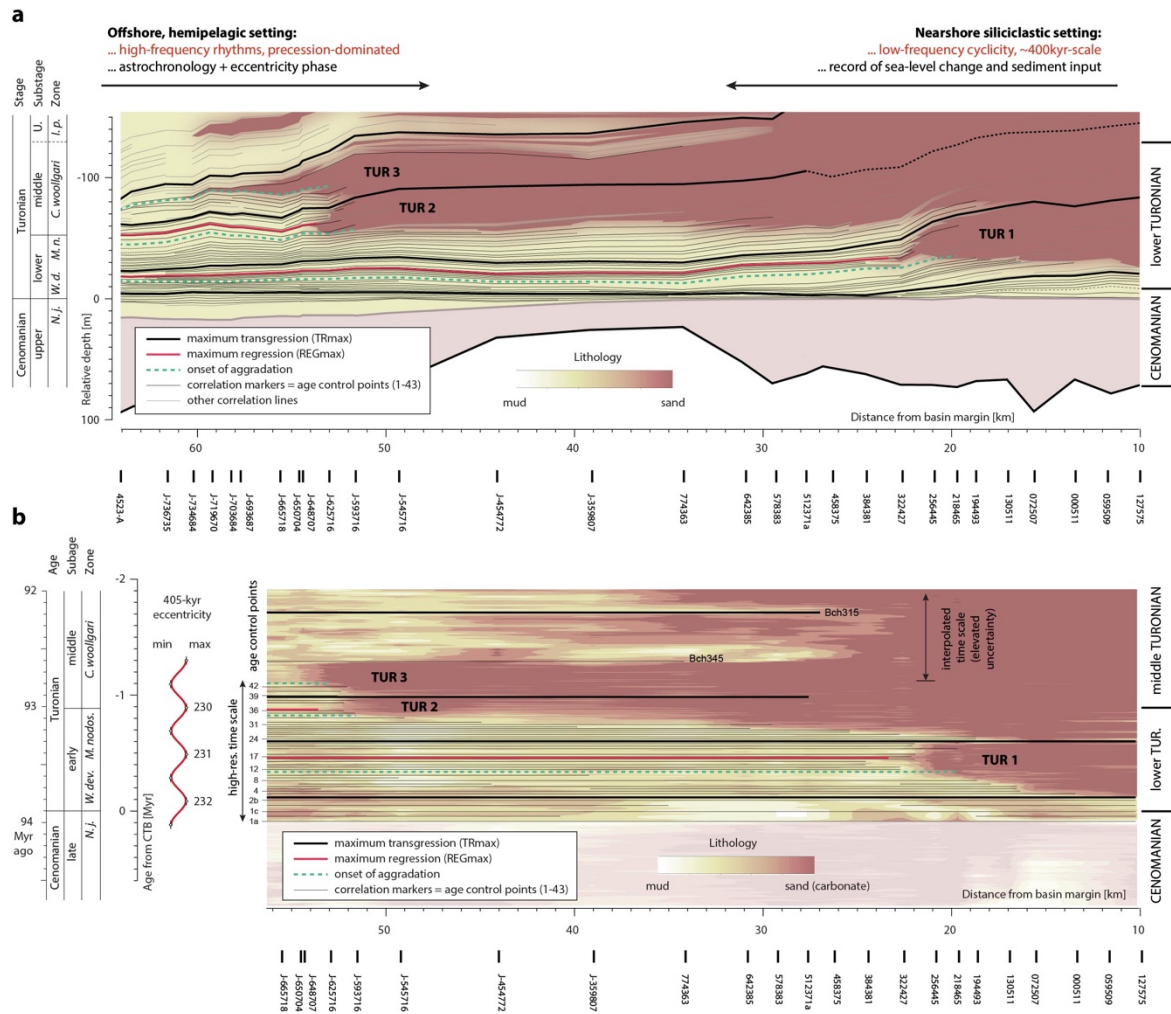 a
Offshore, hemipelagic setting:
... high-frequency rhythms, precession-dominated
... astrochronology + eccentricity phase
Nearshore siliciclastic setting:
... low-frequency cyclicity, ~400kyr-scale
... record of sea-level change and sediment input
Stage
Substage
Zone
Turonian
Cenomanian
U.
middle
lower
upper
I. p.
C. woollgari
M. n.
W. d.
N. j.
Relative depth [m]
-100
0
100
TUR 3
TUR 2
TUR 1
lower TURONIAN
CENOMANIAN
maximum transgression (TRmax)
maximum regression (REGmax)
onset of aggradation
correlation markers = age control points (1-43)
other correlation lines
Lithology
mud
sand
Distance from basin margin [km]
60
50
40
30
20
10
4523-A
J-736735
J-734684
J-719670
J-703684
J-693687
J-665718
J-650704
J-648707
J-625716
J-593716
J-545716
J-454772
J-359807
774363
642385
578383
512371a
458375
384381
322427
256445
218465
194493
130511
072507
000511
059509
127575
b
Age
Subage
Zone
92
93
94
Myr
ago
Turonian
Cenomanian
middle
early
late
C. woollgari
M. nodos.
W. dev.
N. j.
-2
-1
0
Age from CTB [Myr]
405-kyr
eccentricity
min
max
230
231
232
age control points
high-res. time scale
42
39
36
31
24
17
12
8
4
2b
1c
1a
Bch315
Bch345
interpolated
time scale
(elevated
uncertainty)
TUR 3
TUR 2
TUR 1
middle TURONIAN
lower TUR.
CENOMANIAN
maximum transgression (TRmax)
maximum regression (REGmax)
onset of aggradation
correlation markers = age control points (1-43)
Lithology
mud
sand (carbonate)
Distance from basin margin [km]
50
40
30
20
10
J-665718
J-650704
J-648707
J-625716
J-593716
J-545716
J-454772
J-359807
774363
642385
578383
512371a
458375
384381
322427
256445
218465
194493
130511
072507
000511
059509
127575